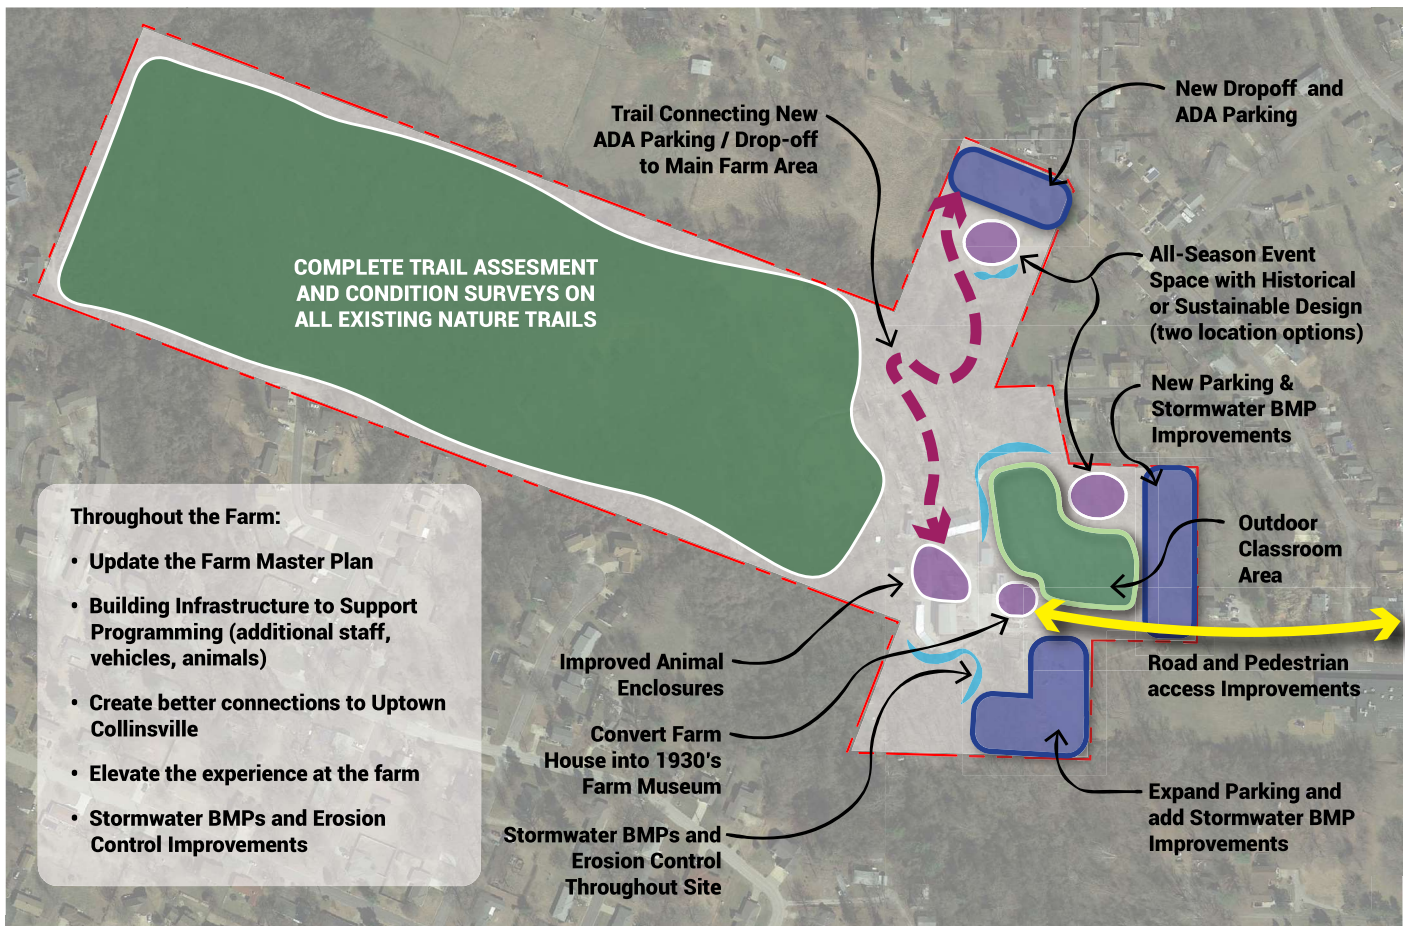 Trail Connecting New
ADA Parking / Drop-off
to Main Farm Area
New Dropoff and
ADA Parking
COMPLETE TRAIL ASSESMENT
AND CONDITION SURVEYS ON
ALL EXISTING NATURE TRAILS
All-Season Event
Space with Historical
or Sustainable Design
(two location options)
New Parking &
Stormwater BMP
Improvements
Outdoor
Classroom
Area
Throughout the Farm:
• Update the Farm Master Plan
• Building Infrastructure to Support
Programming (additional staff,
vehicles, animals)
• Create better connections to Uptown
Collinsville
• Elevate the experience at the farm
• Stormwater BMPs and Erosion
Control Improvements
Improved Animal
Enclosures
Road and Pedestrian
access Improvements
Convert Farm
House into 1930's
Farm Museum
Stormwater BMPs and
Erosion Control
Throughout Site
Expand Parking and
add Stormwater BMP
Improvements